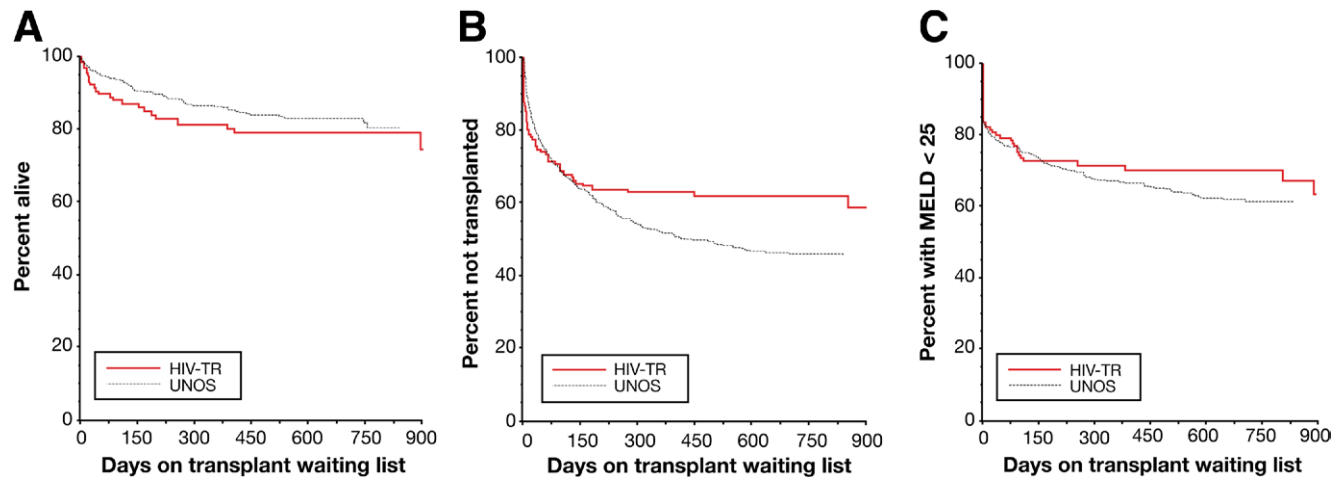 A
Percent alive
100
80
60
40
20
0
HIV-TR
UNOS
0 150 300 450 600 750 900
Days on transplant waiting list
B
Percent not transplanted
100
80
60
40
20
0
HIV-TR
UNOS
0 150 300 450 600 750 900
Days on transplant waiting list
C
Percent with MELD < 25
100
80
60
40
20
0
HIV-TR
UNOS
0 150 300 450 600 750 900
Days on transplant waiting list